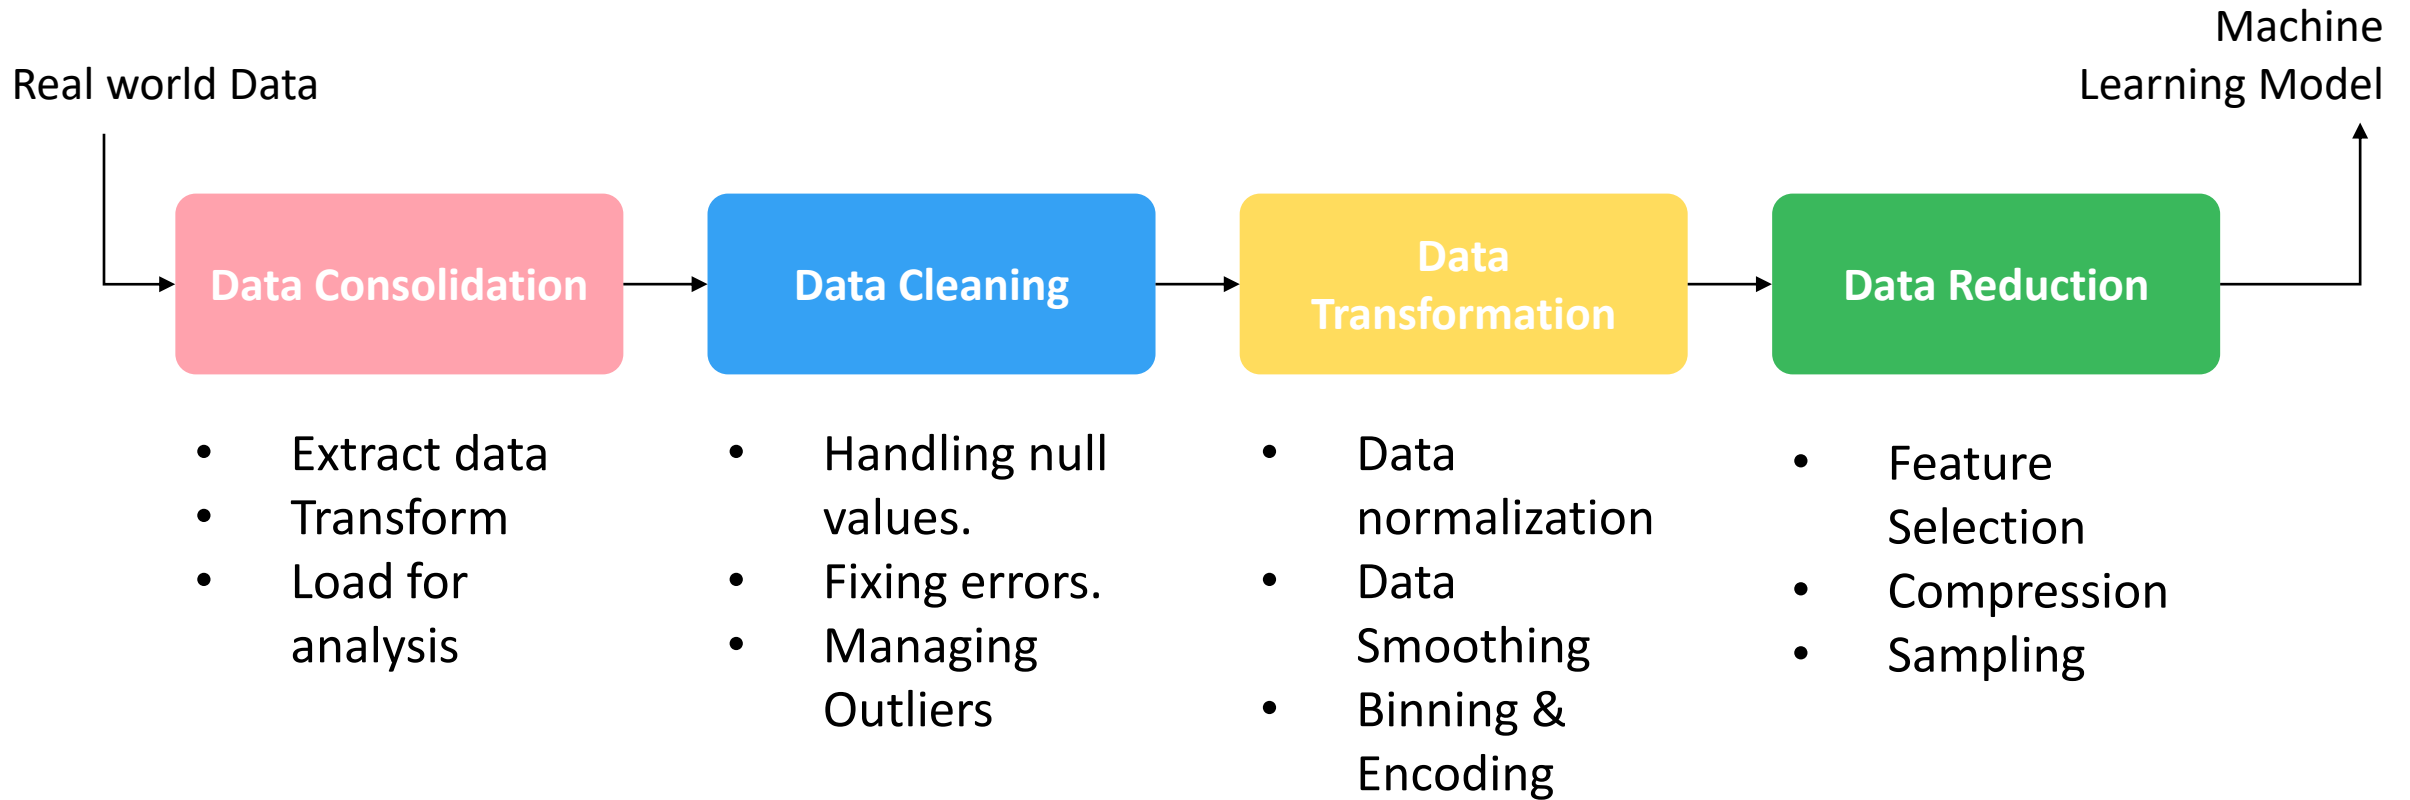 Real world Data
Machine
Learning Model
Data Consolidation
Data Cleaning
Data
Transformation
Data Reduction
• Extract data
• Transform
• Load for
analysis
• Handling null
values.
• Fixing errors.
• Managing
Outliers
• Data
normalization
• Data
Smoothing
• Binning &
Encoding
• Feature
Selection
• Compression
• Sampling